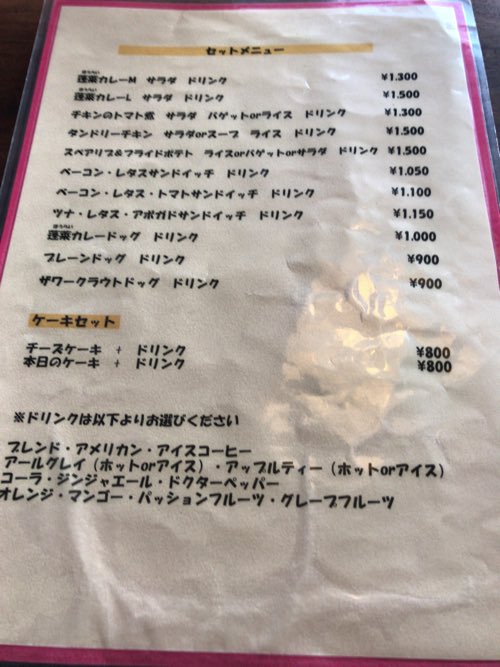 セットメニュー
蓬莱カレーM サラダ ドリンク ¥1.300
蓬莱カレーL サラダ ドリンク ¥1.500
チキンのトマト煮 サラダ バゲットorライス ドリンク ¥1.300
タンドリーチキン サラダorスープ ライス ドリンク ¥1.500
スペアリブ&フライドポテト ライスorバゲットorサラダ ドリンク ¥1.500
ベーコン・レタスサンドイッチ ドリンク ¥1.050
ベーコン・レタス・トマトサンドイッチ ドリンク ¥1.100
ツナ・レタス・アボガドサンドイッチ ドリンク ¥1.150
蓬莱カレードッグ ドリンク ¥1.000
プレーンドッグ ドリンク ¥900
ザワークラウトドッグ ドリンク ¥900
ケーキセット
チーズケーキ + ドリンク ¥800
本日のケーキ + ドリンク ¥800
※ドリンクは以下よりお選びください
ブレンド・アメリカン・アイスコーヒー
アールグレイ(ホットorアイス)・アップルティー(ホットorアイス)
コーラ・ジンジャエール・ドクターペッパー
オレンジ・マンゴー・パッションフルーツ・グレープフルーツ